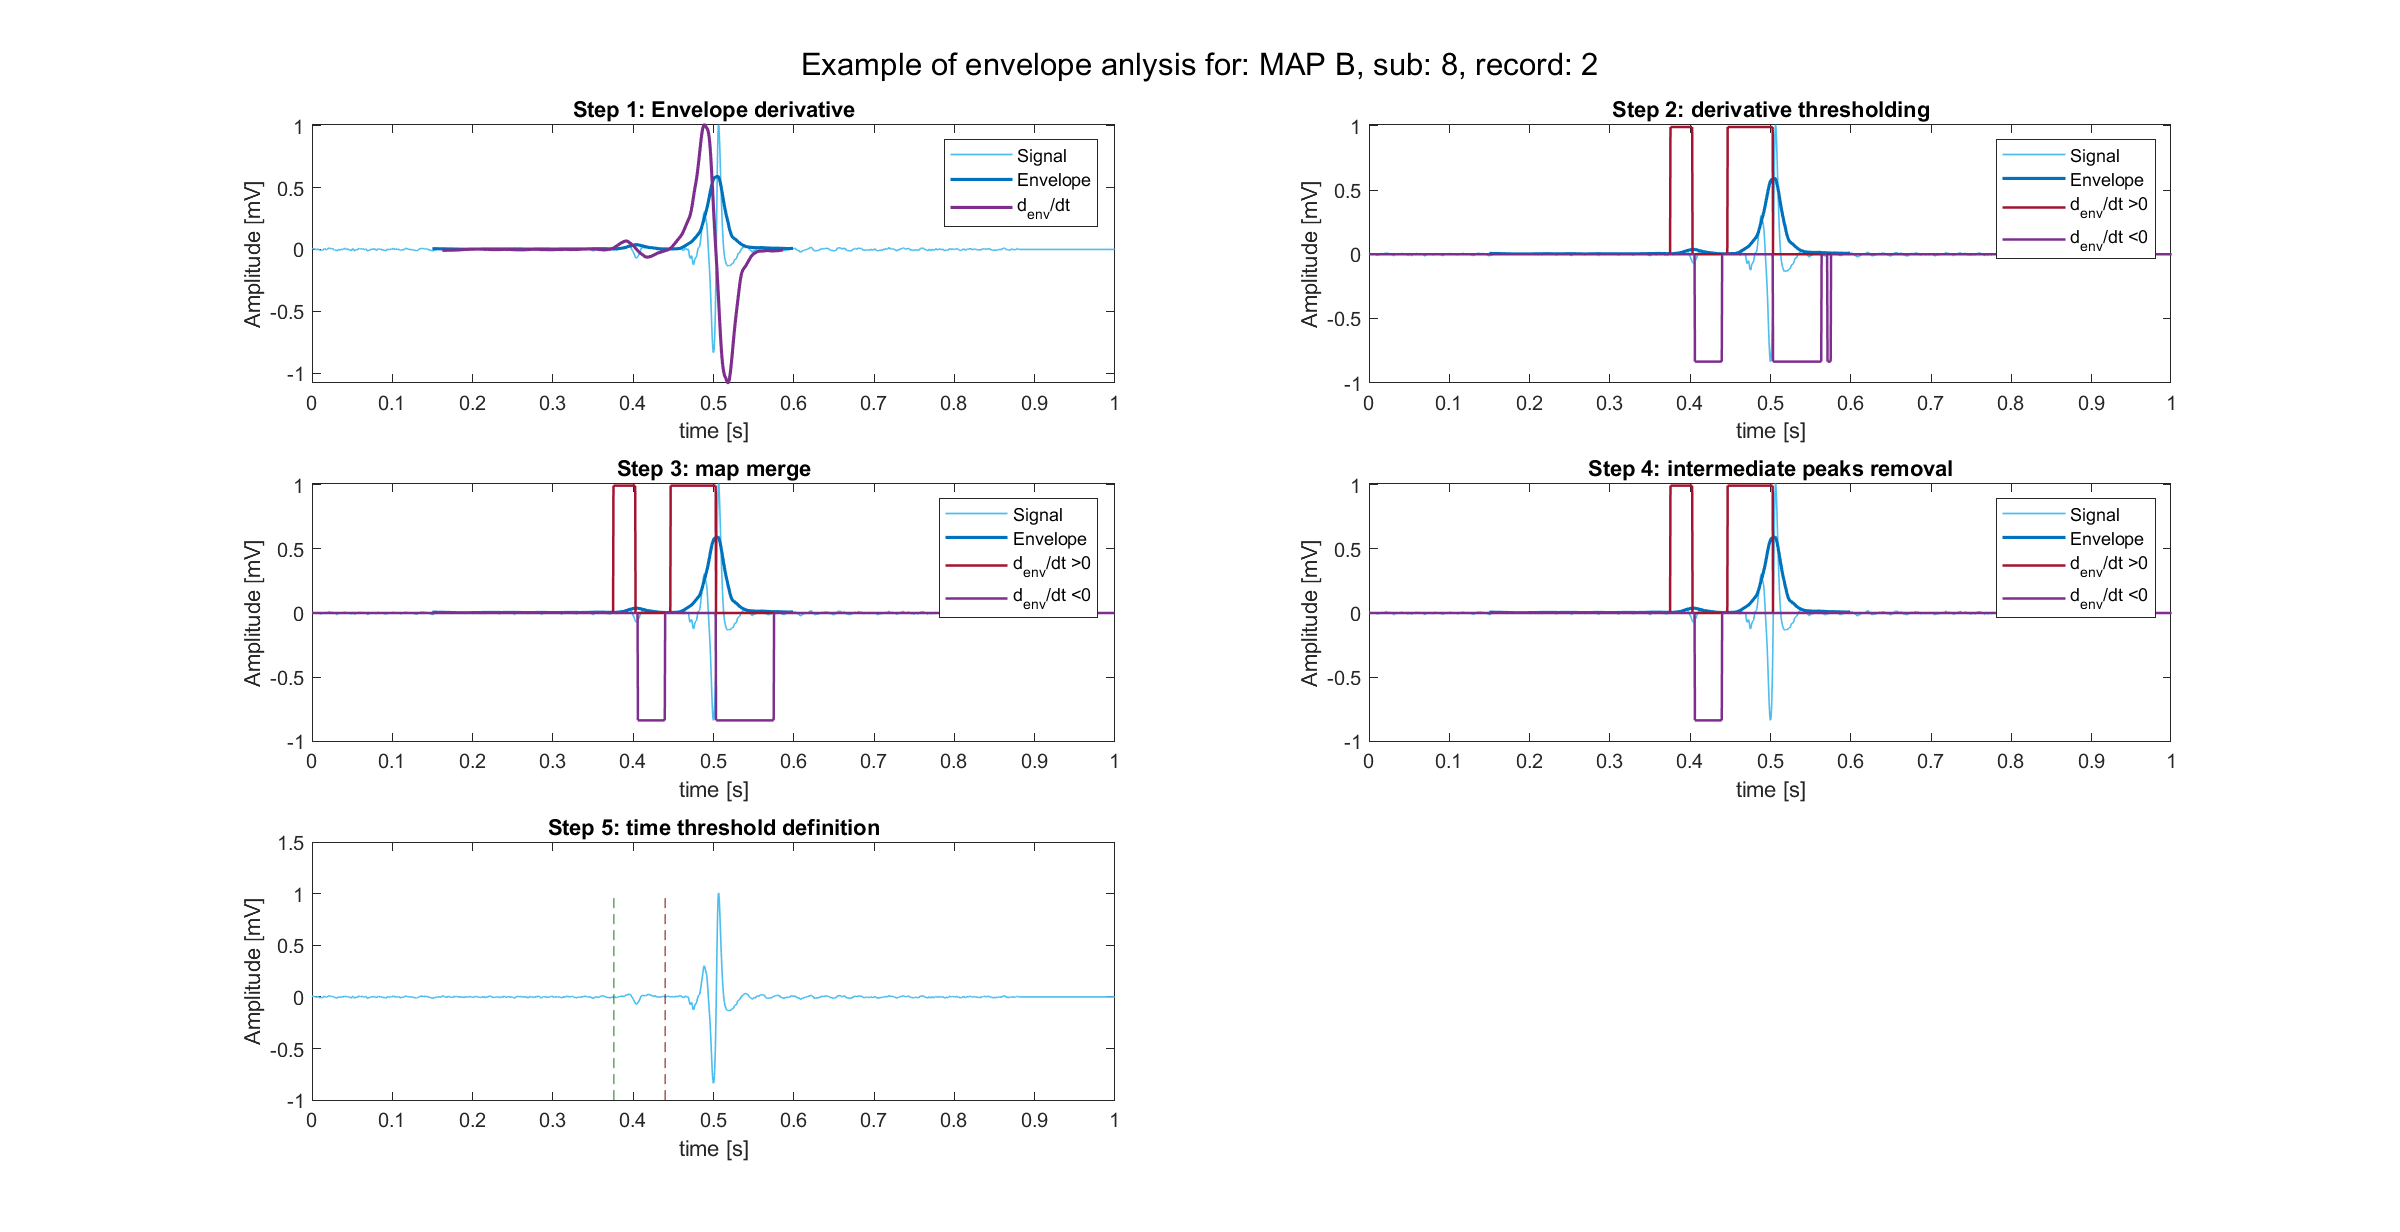 Example of envelope anlysis for: MAP B, sub: 8, record: 2
Step 1: Envelope derivative
1
0.5
0
-0.5
-1
Amplitude [mV]
0 0.1 0.2 0.3 0.4 0.5 0.6 0.7 0.8 0.9 1
time [s]
Signal
Envelope
d_env/dt
Step 2: derivative thresholding
1
0.5
0
-0.5
-1
Amplitude [mV]
0 0.1 0.2 0.3 0.4 0.5 0.6 0.7 0.8 0.9 1
time [s]
Signal
Envelope
d_env/dt >0
d_env/dt <0
Step 3: map merge
1
0.5
0
-0.5
-1
Amplitude [mV]
0 0.1 0.2 0.3 0.4 0.5 0.6 0.7 0.8 0.9 1
time [s]
Signal
Envelope
d_env/dt >0
d_env/dt <0
Step 4: intermediate peaks removal
1
0.5
0
-0.5
-1
Amplitude [mV]
0 0.1 0.2 0.3 0.4 0.5 0.6 0.7 0.8 0.9 1
time [s]
Signal
Envelope
d_env/dt >0
d_env/dt <0
Step 5: time threshold definition
1.5
1
0.5
0
-0.5
-1
Amplitude [mV]
0 0.1 0.2 0.3 0.4 0.5 0.6 0.7 0.8 0.9 1
time [s]